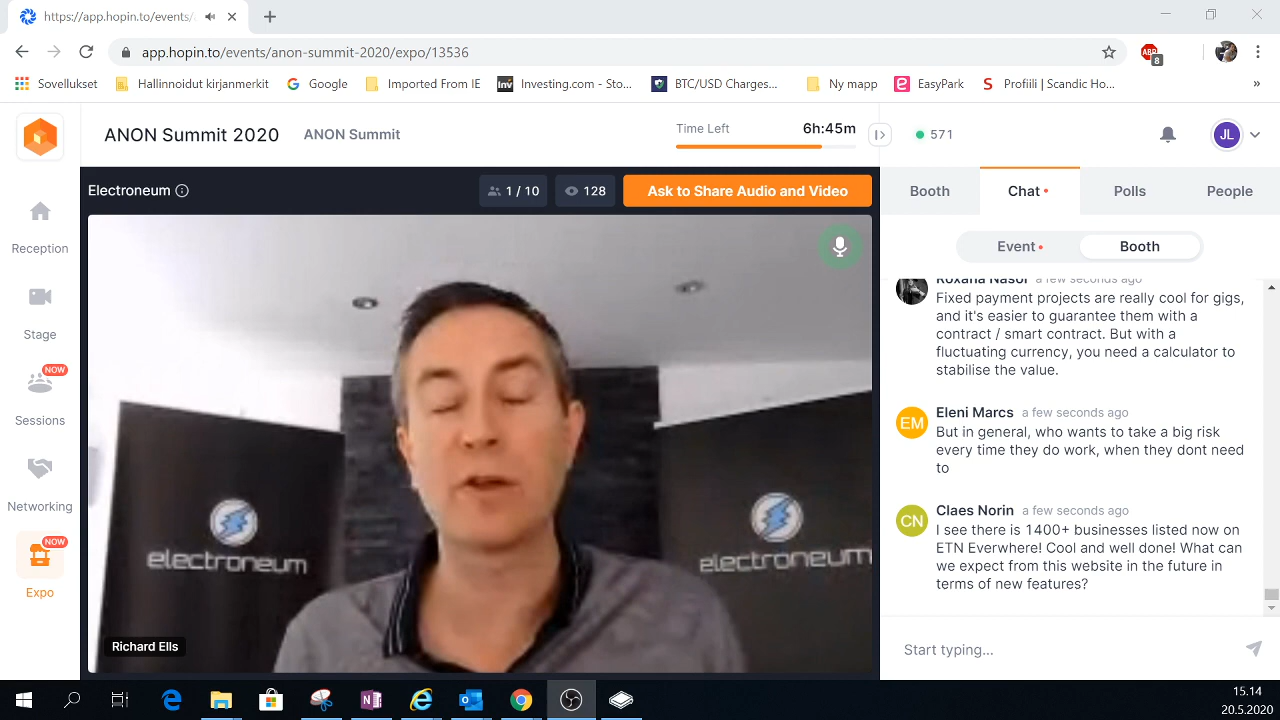 https://app.hopin.to/events/
app.hopin.to/events/anon-summit-2020/expo/13536
ABP
8
Sovellukset
Hallinnoidut kirjanmerkit
Google
Imported From IE
Inv
Investing.com - Sto...
BTC/USD Charges...
Ny mapp
EasyPark
S
Profiili | Scandic Ho...
»
ANON Summit 2020
ANON Summit
Time Left
6h:45m
571
JL
Reception
Stage
NOW
Sessions
Networking
NOW
Expo
Electroneum
1 / 10
128
Ask to Share Audio and Video
electroneum
electroneum
Richard Ells
Booth
Chat
Polls
People
Event
Booth
Roxana Nasoi a few seconds ago
Fixed payment projects are really cool for gigs,
and it's easier to guarantee them with a
contract / smart contract. But with a
fluctuating currency, you need a calculator to
stabilise the value.
EM
Eleni Marcs a few seconds ago
But in general, who wants to take a big risk
every time they do work, when they dont need
to
CN
Claes Norin a few seconds ago
I see there is 1400+ businesses listed now on
ETN Everwhere! Cool and well done! What can
we expect from this website in the future in
terms of new features?
Start typing...
15.14
20.5.2020